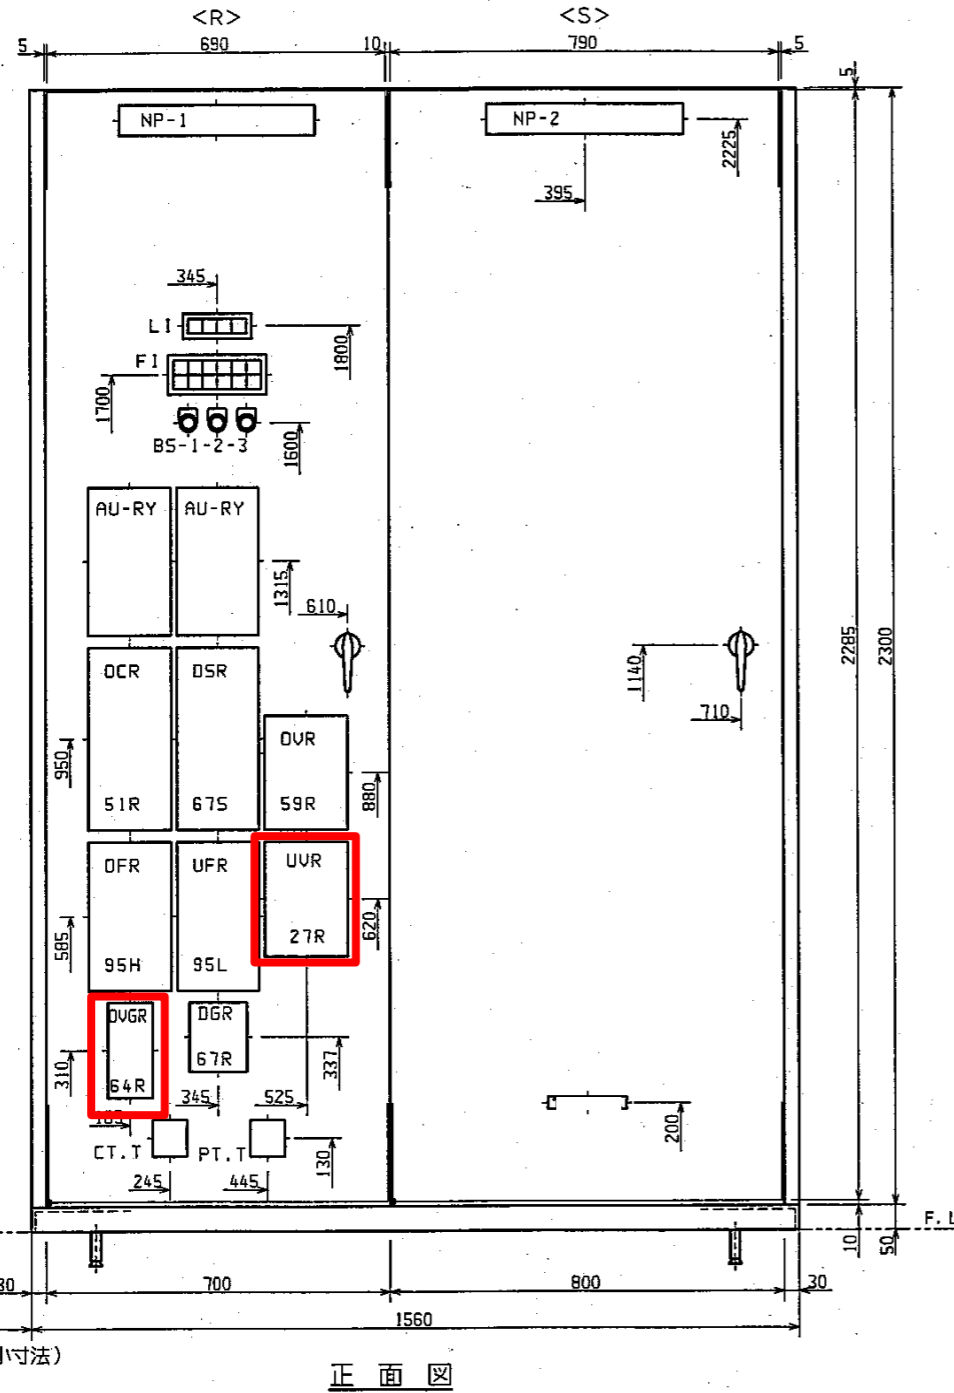 <R> <S>
5 690 10 790 5
5
NP-1 NP-2
2225
395
345
LI
1800
FI
1700
BS-1-2-3
1600
AU-RY AU-RY
1315
610
2285 2300
OCR DSR
1140
710
OVR
950
51R 67S 59R
880
OFR UFR UVR
27R
620
585
95H 95L
OVGR DGR
64R 67R
310
337
345 525
200
CT.T PT.T
130
245 445
F.L
10 50
700 800 30
1560
小寸法)
正面図